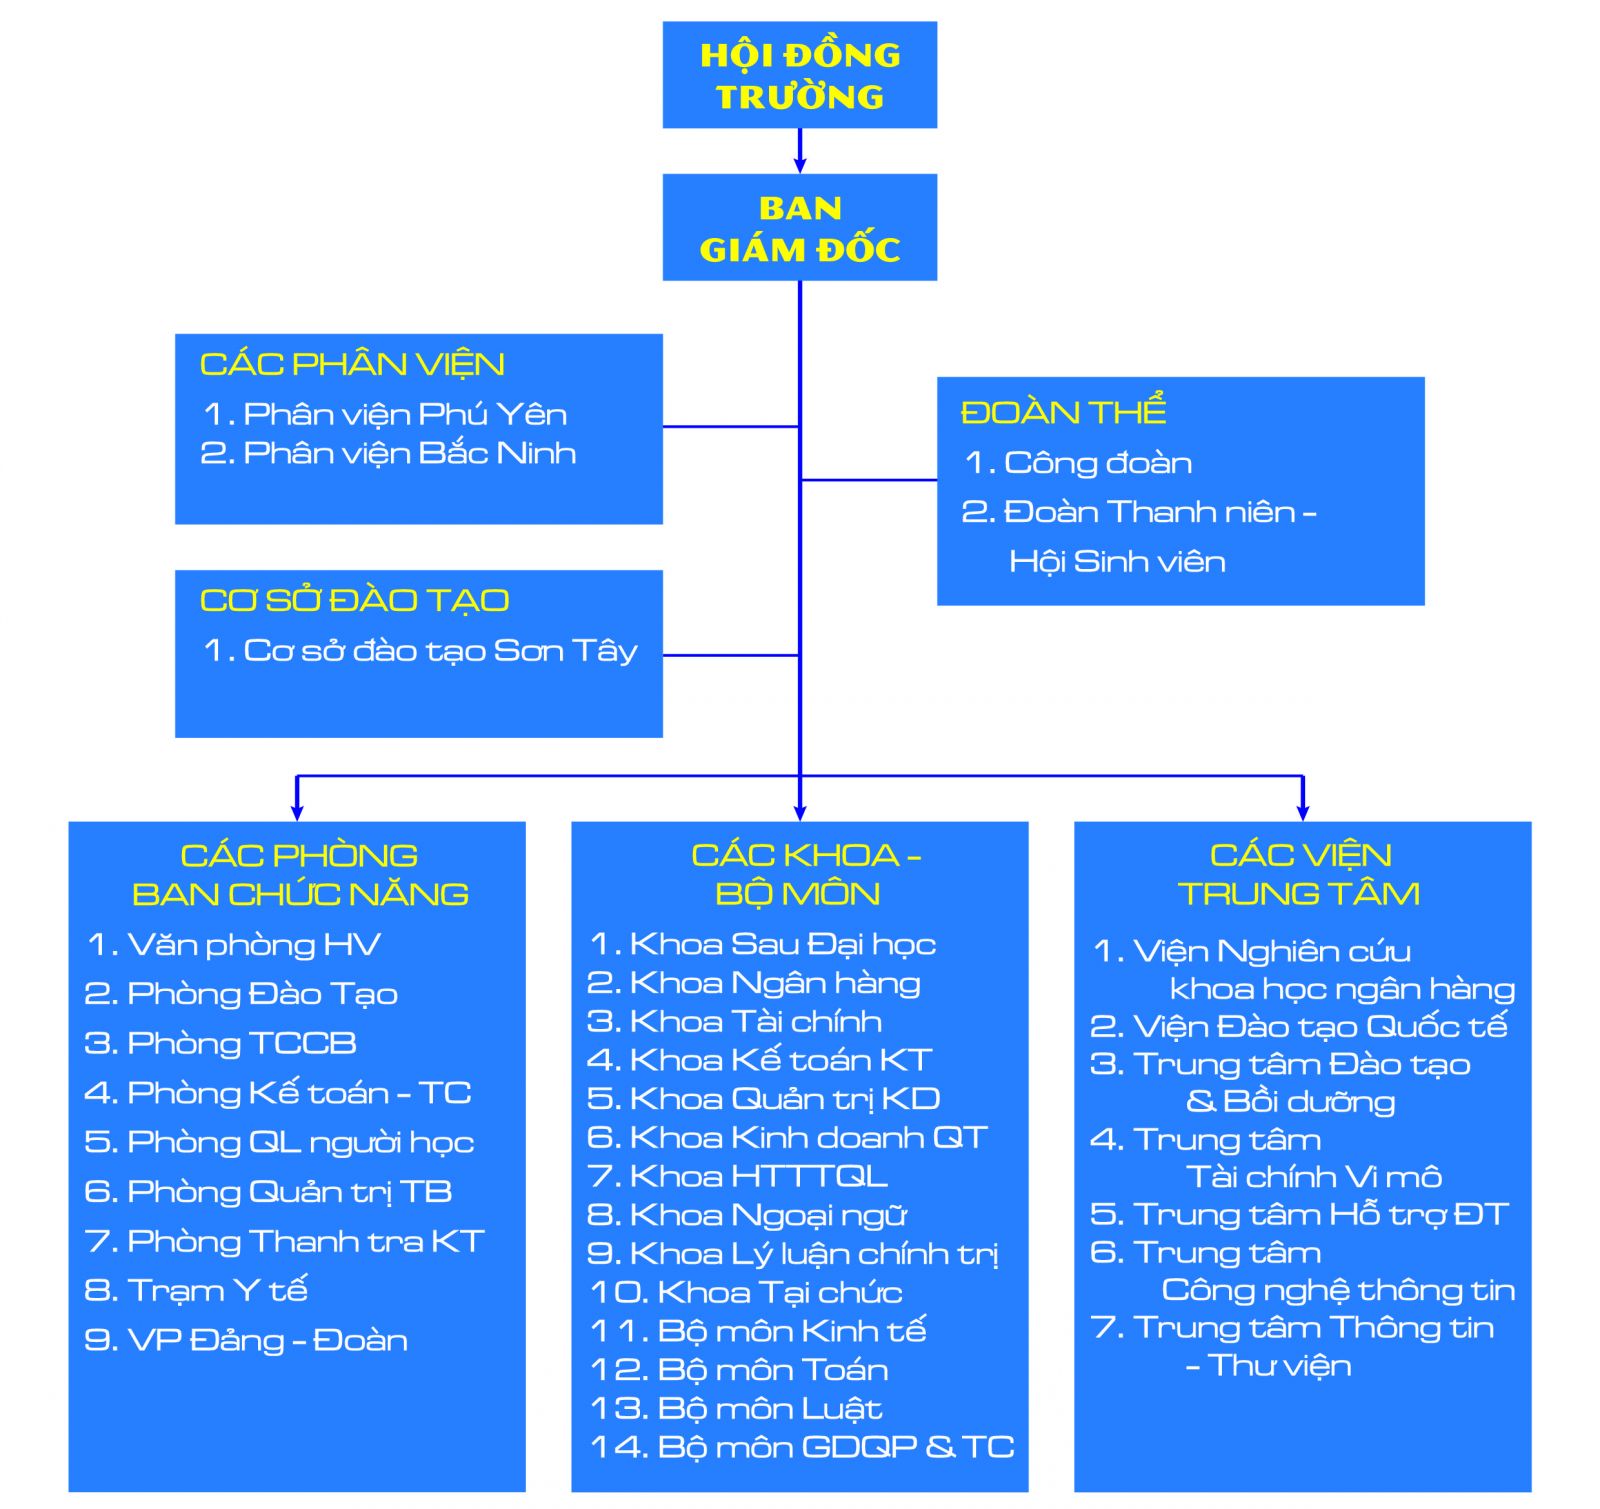 HỘI ĐỒNG
TRƯỜNG
BAN
GIÁM ĐỐC
CÁC PHÂN VIỆN
1. Phân viện Phú Yên
2. Phân viện Bắc Ninh
ĐOÀN THỂ
1. Công đoàn
2. Đoàn Thanh niên -
Hội Sinh viên
CƠ SỞ ĐÀO TẠO
1. Cơ sở đào tạo Sơn Tây
CÁC PHÒNG
BAN CHỨC NĂNG
1. Văn phòng HV
2. Phòng Đào Tạo
3. Phòng TCCB
4. Phòng Kế toán - TC
5. Phòng QL người học
6. Phòng Quản trị TB
7. Phòng Thanh tra KT
8. Trạm Y tế
9. VP Đảng - Đoàn
CÁC KHOA -
BỘ MÔN
1. Khoa Sau Đại học
2. Khoa Ngân hàng
3. Khoa Tài chính
4. Khoa Kế toán KT
5. Khoa Quản trị KD
6. Khoa Kinh doanh QT
7. Khoa HTTTQL
8. Khoa Ngoại ngữ
9. Khoa Lý luận chính trị
10. Khoa Tại chức
11. Bộ môn Kinh tế
12. Bộ môn Toán
13. Bộ môn Luật
14. Bộ môn GDQP & TC
CÁC VIỆN
TRUNG TÂM
1. Viện Nghiên cứu
khoa học ngân hàng
2. Viện Đào tạo Quốc tế
3. Trung tâm Đào tạo
& Bồi dưỡng
4. Trung tâm
Tài chính Vi mô
5. Trung tâm Hỗ trợ ĐT
6. Trung tâm
Công nghệ thông tin
7. Trung tâm Thông tin
- Thư viện